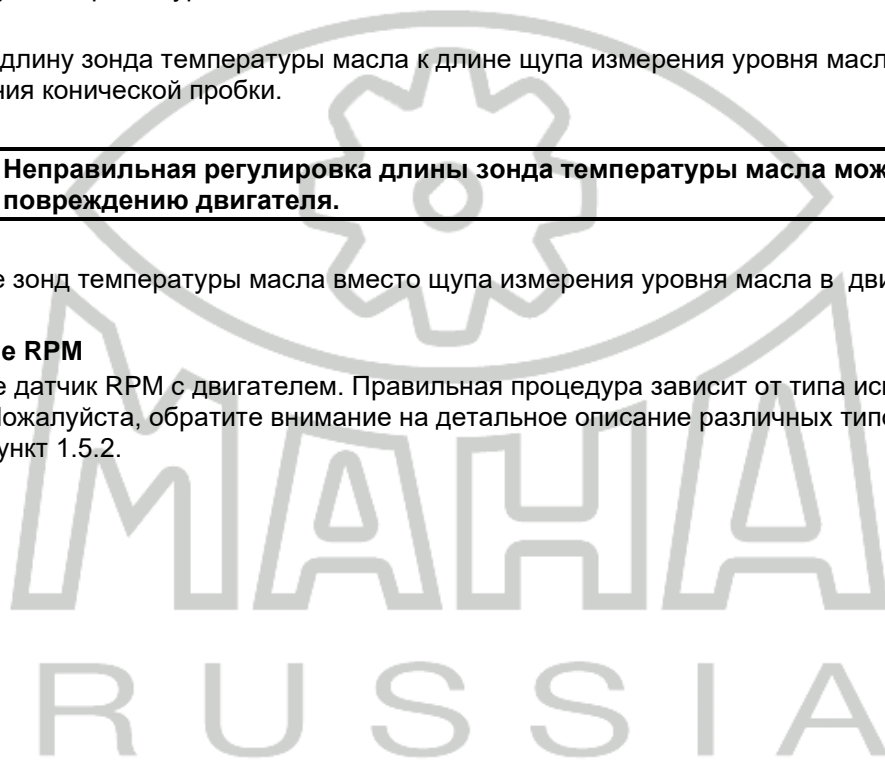 длину зонда температуры масла к длине щупа измерения уровня масл
ния конической пробки.
Неправильная регулировка длины зонда температуры масла мож
повреждению двигателя.
е зонд температуры масла вместо щупа измерения уровня масла в дви
е RPM
е датчик RPM с двигателем. Правильная процедура зависит от типа ис
Пожалуйста, обратите внимание на детальное описание различных типо
ункт 1.5.2.
MAHA
RUSSIA